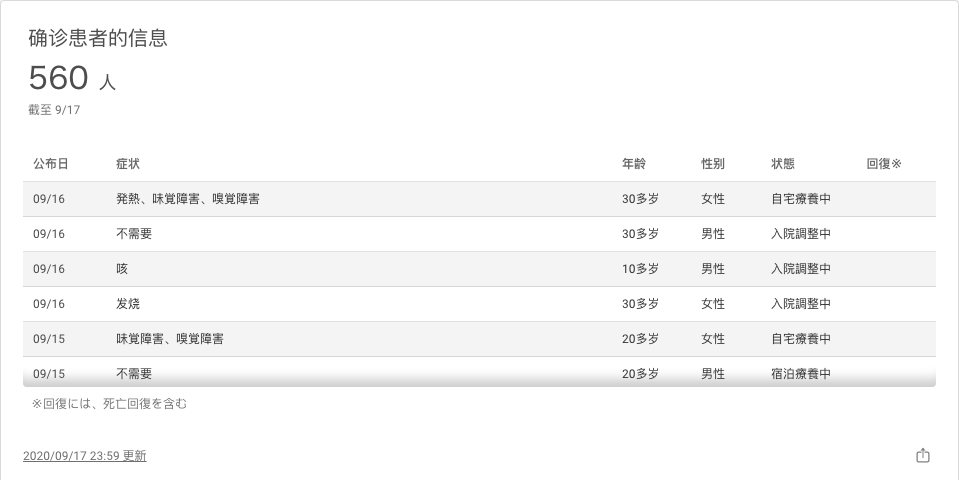 确诊患者的信息
560 人
截至 9/17
公布日 症状 年龄 性别 状態 回復※
09/16 発熱、味覚障害、嗅覚障害 30多岁 女性 自宅療養中
09/16 不需要 30多岁 男性 入院調整中
09/16 咳 10多岁 男性 入院調整中
09/16 发烧 30多岁 女性 入院調整中
09/15 味覚障害、嗅覚障害 20多岁 女性 自宅療養中
09/15 不需要 20多岁 男性 宿泊療養中
※回復には、死亡回復を含む
2020/09/17 23:59 更新